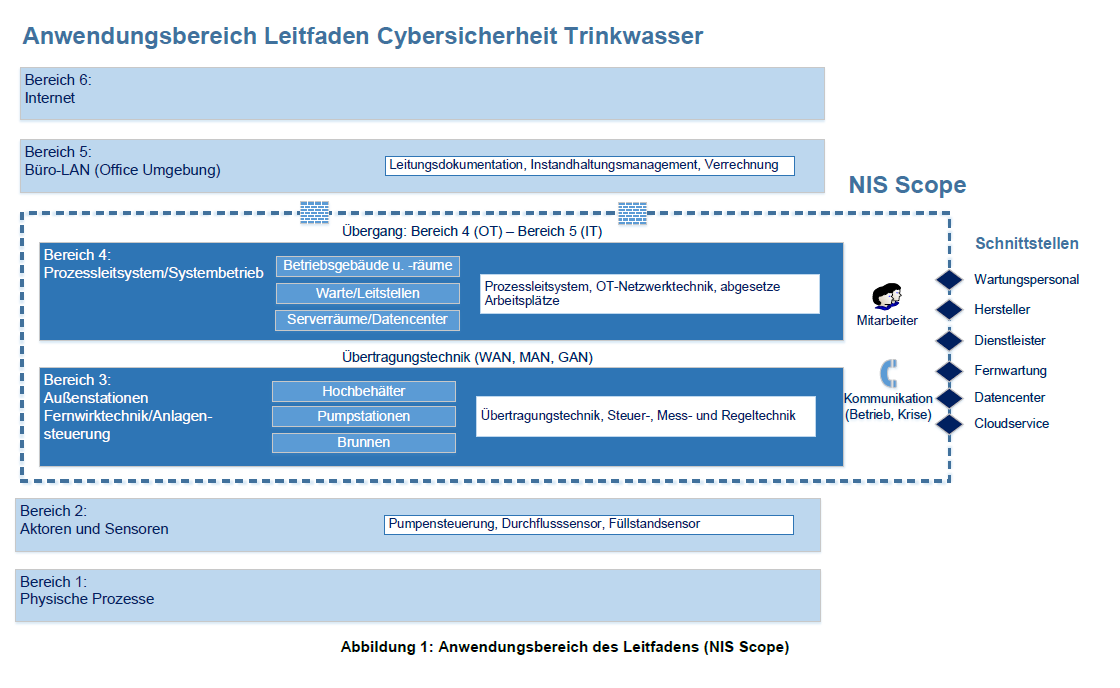 Anwendungsbereich Leitfaden Cybersicherheit Trinkwasser
Bereich 6:
Internet
Bereich 5:
Büro-LAN (Office Umgebung)
Leitungsdokumentation, Instandhaltungsmanagement, Verrechnung
NIS Scope
Übergang: Bereich 4 (OT) – Bereich 5 (IT)
Bereich 4:
Prozessleitsystem/Systembetrieb
Betriebsgebäude u. -räume
Warte/Leitstellen
Serverräume/Datencenter
Prozessleitsystem, OT-Netzwerktechnik, abgesetze
Arbeitsplätze
Mitarbeiter
Übertragungstechnik (WAN, MAN, GAN)
Bereich 3:
Außenstationen
Fernwirktechnik/Anlagen-
steuerung
Hochbehälter
Pumpstationen
Brunnen
Übertragungstechnik, Steuer-, Mess- und Regeltechnik
Kommunikation
(Betrieb, Krise)
Schnittstellen
Wartungspersonal
Hersteller
Dienstleister
Fernwartung
Datencenter
Cloudservice
Bereich 2:
Aktoren und Sensoren
Pumpensteuerung, Durchflusssensor, Füllstandsensor
Bereich 1:
Physische Prozesse
Abbildung 1: Anwendungsbereich des Leitfadens (NIS Scope)